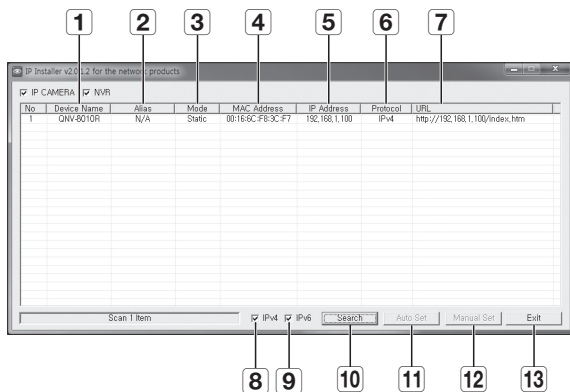 1 2 3 4 5 6 7
IP Installer v2.0.1.2 for the network products
IP CAMERA NVR
No Device Name Alias Mode MAC Address IP Address Protocol URL
1 QNV-8010R N/A Static 00:16:6C:F8:3C:F7 192,168,1,100 IPv4 http://192,168,1,100/index,htm
Scan 1 Item IPv4 IPv6 Search Auto Set Manual Set Exit
8 9 10 11 12 13